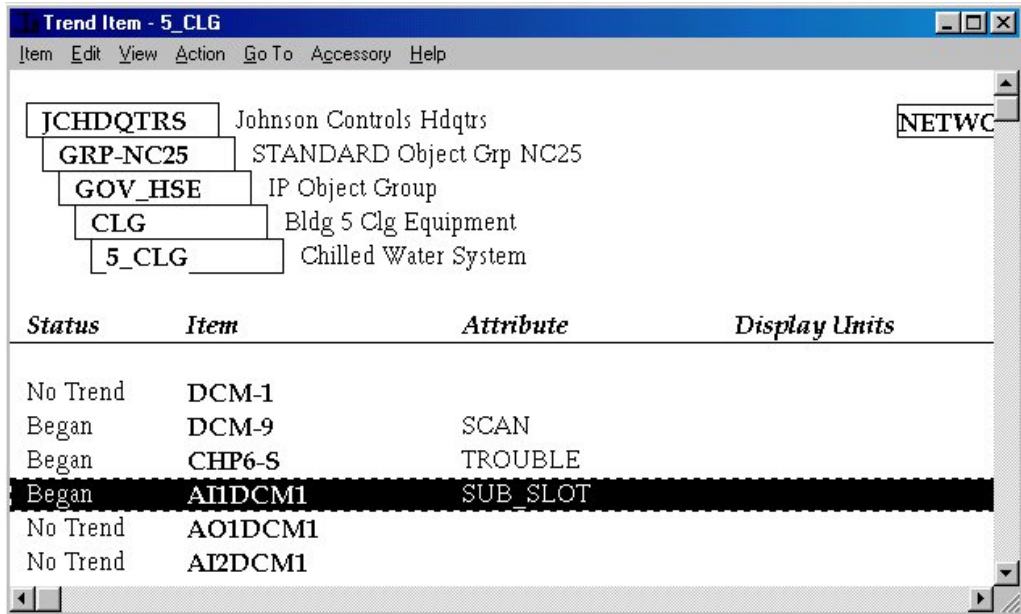 Trend Item - 5_CLG
Item Edit View Action Go To Accessory Help
JCHDQTRS Johnson Controls Hdqtrs NETWC
GRP-NC25 STANDARD Object Grp NC25
GOV_HSE IP Object Group
CLG Bldg 5 Clg Equipment
5_CLG Chilled Water System
Status Item Attribute Display Units
No Trend DCM-1
Began DCM-9 SCAN
Began CHP6-S TROUBLE
Began AI1DCM1 SUB_SLOT
No Trend AO1DCM1
No Trend AI2DCM1